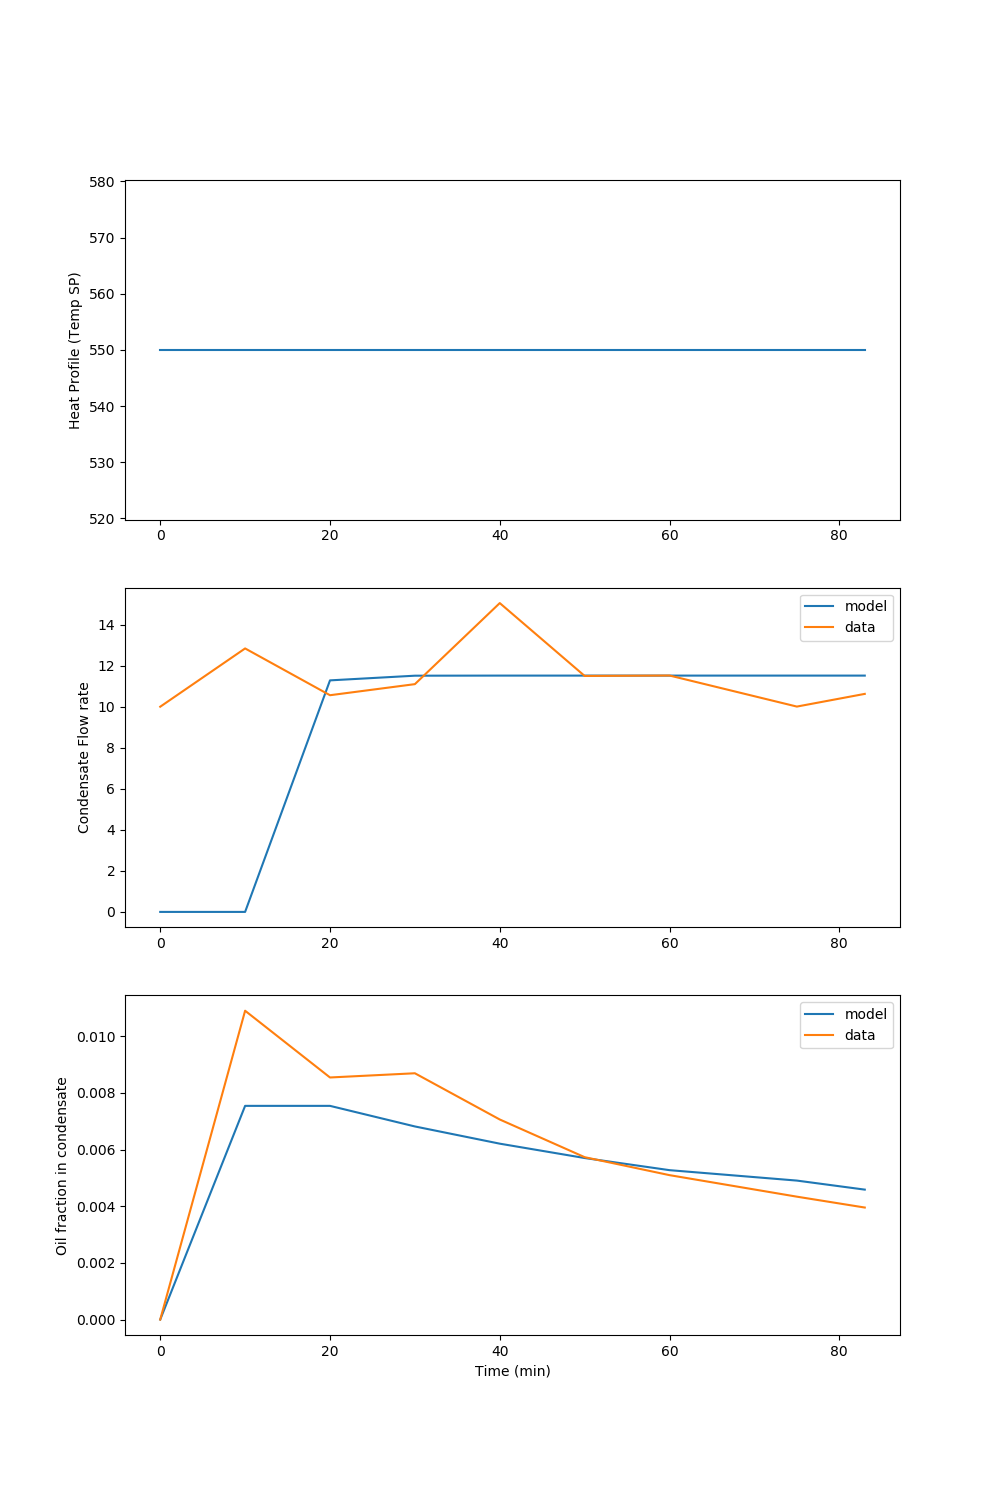 580
570
560
550
540
530
520
Heat Profile (Temp SP)
0 20 40 60 80
14
12
10
8
6
4
2
0
Condensate Flow rate
model
data
0 20 40 60 80
0.010
0.008
0.006
0.004
0.002
0.000
Oil fraction in condensate
model
data
0 20 40 60 80
Time (min)